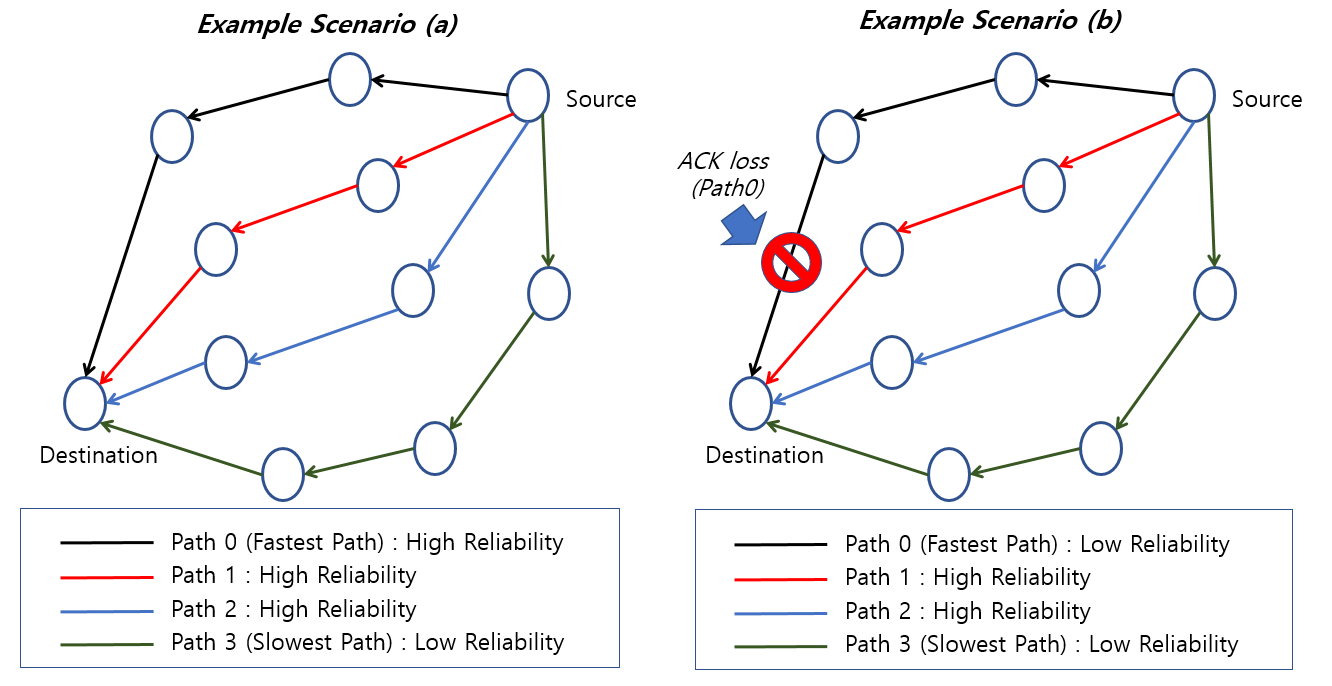 Example Scenario (a)
Source
Destination
Path 0 (Fastest Path) : High Reliability
Path 1 : High Reliability
Path 2 : High Reliability
Path 3 (Slowest Path) : Low Reliability
Example Scenario (b)
Source
ACK loss
(Path0)
Destination
Path 0 (Fastest Path) : Low Reliability
Path 1 : High Reliability
Path 2 : High Reliability
Path 3 (Slowest Path) : Low Reliability